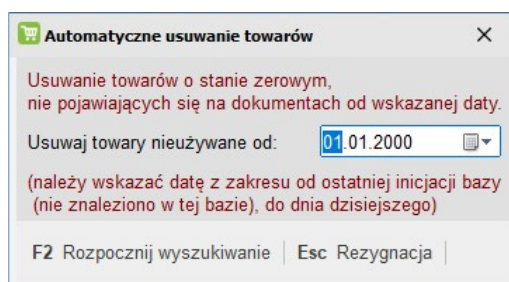 Automatyczne usuwanie towarów
Usuwanie towarów o stanie zerowym,
nie pojawiających się na dokumentach od wskazanej daty.
Usuwaj towary nieużywane od: 01.01.2000
(należy wskazać datę z zakresu od ostatniej inicjacji bazy
(nie znaleziono w tej bazie), do dnia dzisiejszego)
F2 Rozpocznij wyszukiwanie Esc Rezygnacja